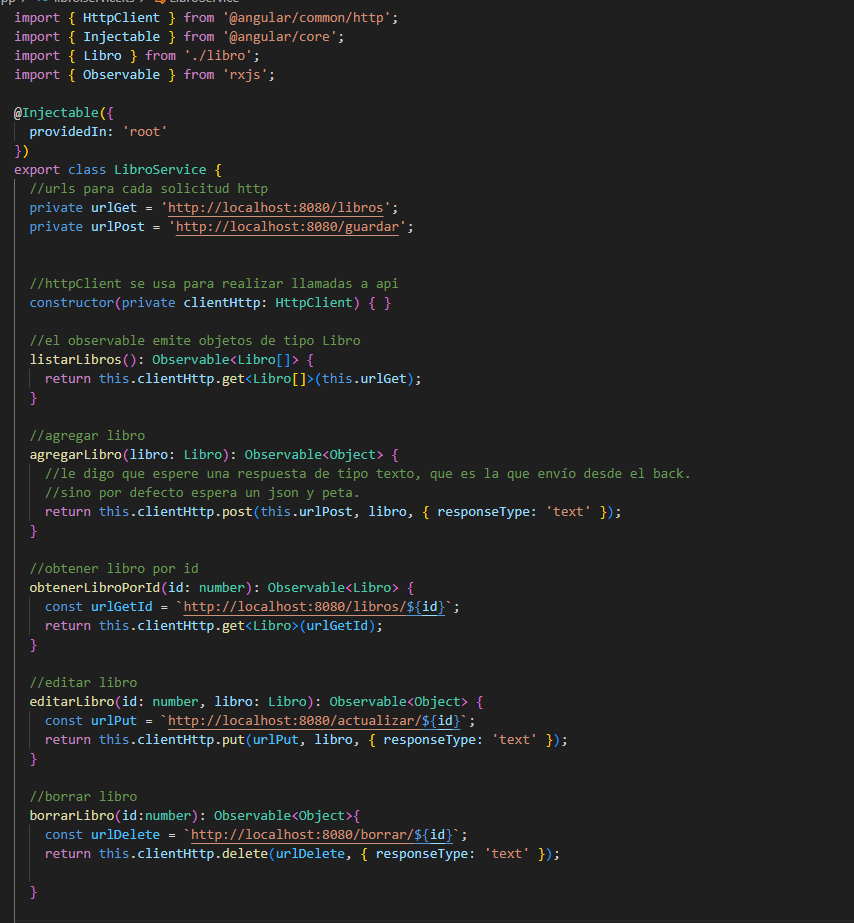 import { HttpClient } from '@angular/common/http';
import { Injectable } from '@angular/core';
import { Libro } from './libro';
import { Observable } from 'rxjs';
@Injectable({
providedIn: 'root'
})
export class LibroService {
//urls para cada solicitud http
private urlGet = 'http://localhost:8080/libros';
private urlPost = 'http://localhost:8080/guardar';
//httpClient se usa para realizar llamadas a api
constructor(private clientHttp: HttpClient) { }
//el observable emite objetos de tipo Libro
listarLibros(): Observable<Libro[]> {
return this.clientHttp.get<Libro[]>(this.urlGet);
}
//agregar libro
agregarLibro(libro: Libro): Observable<Object> {
//le digo que espere una respuesta de tipo texto, que es la que envío desde el back.
//sino por defecto espera un json y peta.
return this.clientHttp.post(this.urlPost, libro, { responseType: 'text' });
}
//obtener libro por id
obtenerLibroPorId(id: number): Observable<Libro> {
const urlGetId = `http://localhost:8080/libros/${id}`;
return this.clientHttp.get<Libro>(urlGetId);
}
//editar libro
editarLibro(id: number, libro: Libro): Observable<Object> {
const urlPut = `http://localhost:8080/actualizar/${id}`;
return this.clientHttp.put(urlPut, libro, { responseType: 'text' });
}
//borrar libro
borrarLibro(id:number): Observable<Object>{
const urlDelete = `http://localhost:8080/borrar/${id}`;
return this.clientHttp.delete(urlDelete, { responseType: 'text' });
}